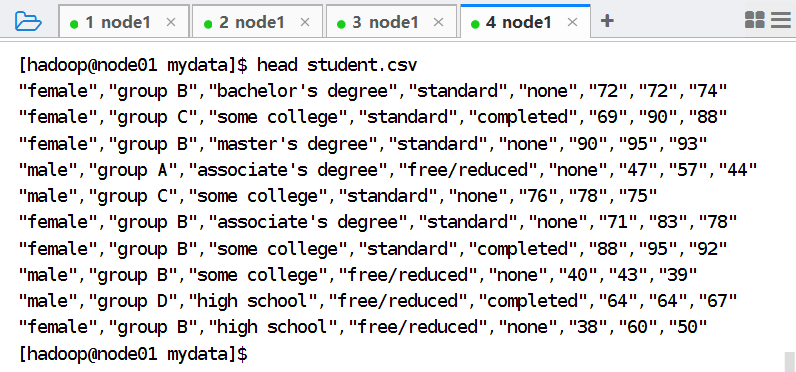 1 node1 × 2 node1 × 3 node1 × 4 node1 × +
[hadoop@node01 mydata]$ head student.csv
"female","group B","bachelor's degree","standard","none","72","72","74"
"female","group C","some college","standard","completed","69","90","88"
"female","group B","master's degree","standard","none","90","95","93"
"male","group A","associate's degree","free/reduced","none","47","57","44"
"male","group C","some college","standard","none","76","78","75"
"female","group B","associate's degree","standard","none","71","83","78"
"female","group B","some college","standard","completed","88","95","92"
"male","group B","some college","free/reduced","none","40","43","39"
"male","group D","high school","free/reduced","completed","64","64","67"
"female","group B","high school","free/reduced","none","38","60","50"
[hadoop@node01 mydata]$